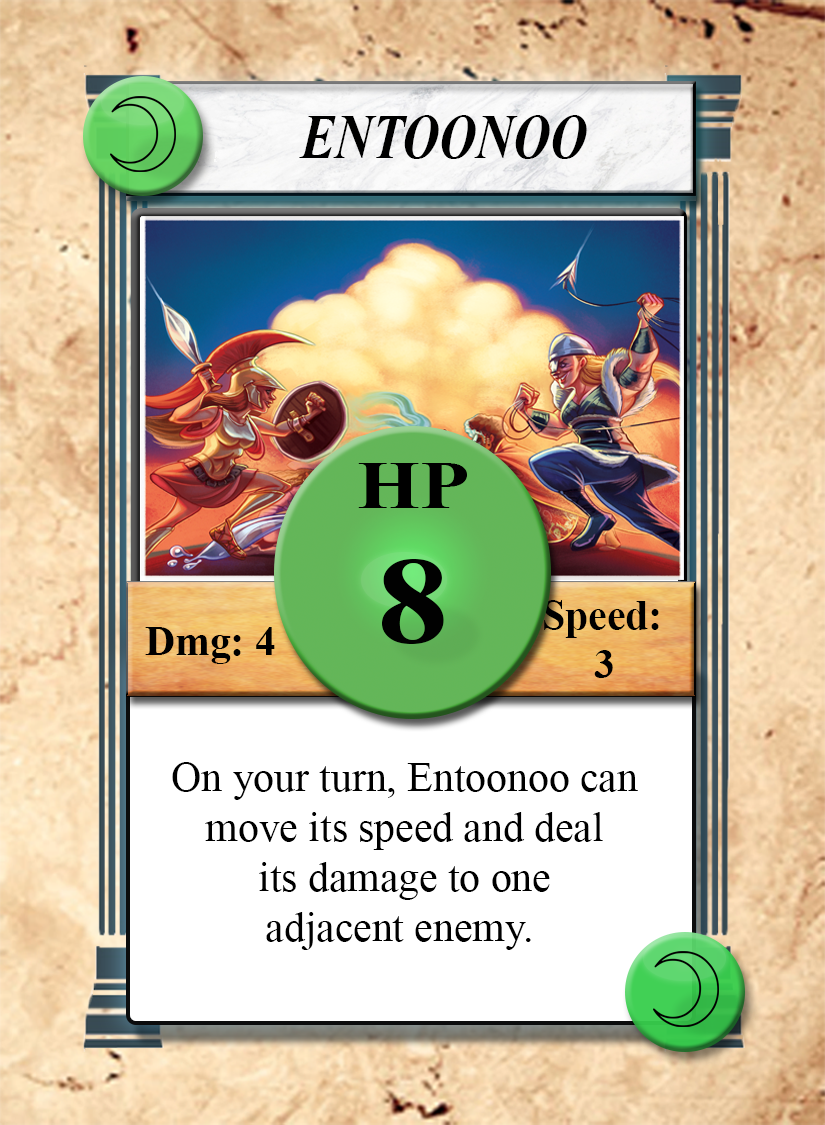 ENTOONOO
HP
8
Dmg: 4
Speed:
3
On your turn, Entoonoo can
move its speed and deal
its damage to one
adjacent enemy.